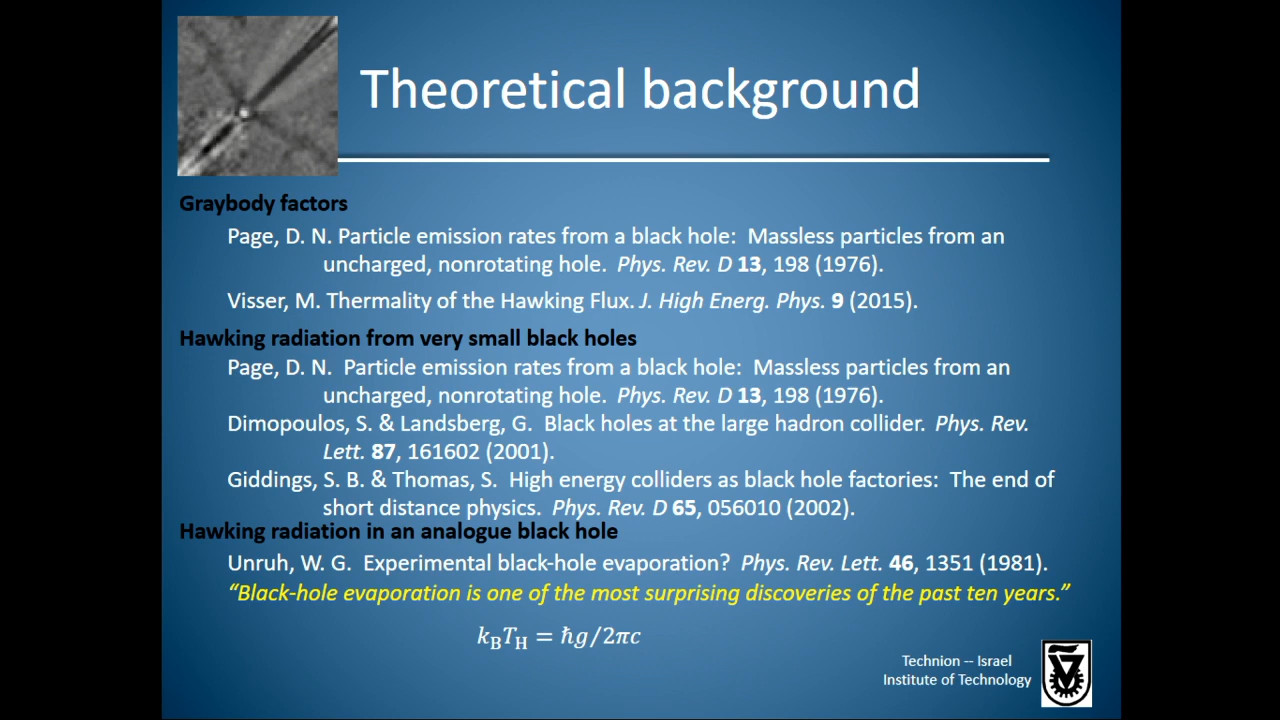 Theoretical background
Graybody factors
Page, D. N. Particle emission rates from a black hole: Massless particles from an
uncharged, nonrotating hole. Phys. Rev. D 13, 198 (1976).
Visser, M. Thermality of the Hawking Flux. J. High Energ. Phys. 9 (2015).
Hawking radiation from very small black holes
Page, D. N. Particle emission rates from a black hole: Massless particles from an
uncharged, nonrotating hole. Phys. Rev. D 13, 198 (1976).
Dimopoulos, S. & Landsberg, G. Black holes at the large hadron collider. Phys. Rev.
Lett. 87, 161602 (2001).
Giddings, S. B. & Thomas, S. High energy colliders as black hole factories: The end of
short distance physics. Phys. Rev. D 65, 056010 (2002).
Hawking radiation in an analogue black hole
Unruh, W. G. Experimental black-hole evaporation? Phys. Rev. Lett. 46, 1351 (1981).
“Black-hole evaporation is one of the most surprising discoveries of the past ten years.”
k_B T_H = ħg/2πc
Technion -- Israel
Institute of Technology